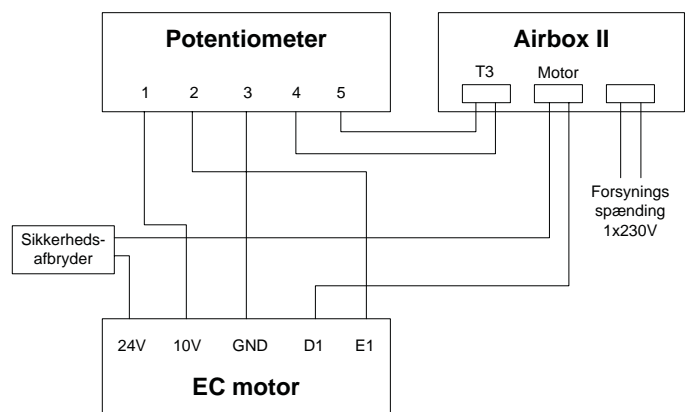 Potentiometer
1 2 3 4 5
Airbox II
T3 Motor
Forsynings
spænding
1x230V
Sikkerheds-
afbryder
24V 10V GND D1 E1
EC motor